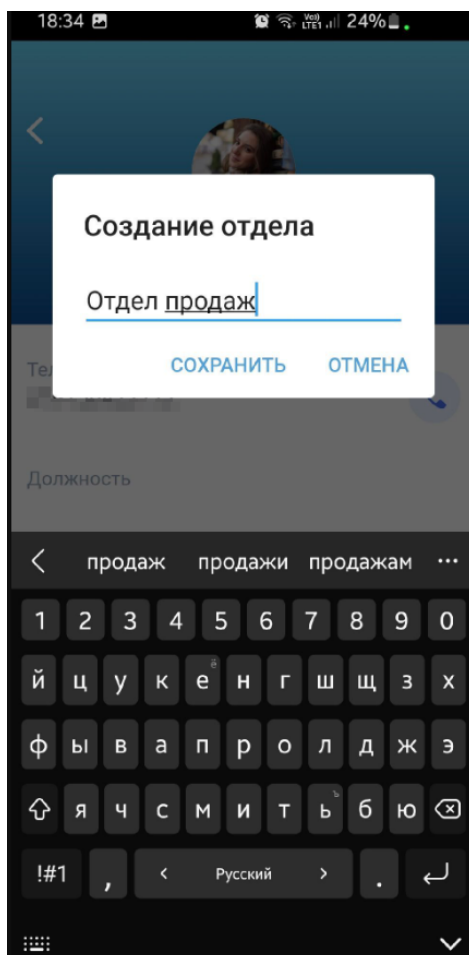 18:34 24%
Создание отдела
Отдел продаж
СОХРАНИТЬ ОТМЕНА
Должность
продаж продажи продажам ...
1 2 3 4 5 6 7 8 9 0
й ц у к е ё н г ш щ з х
ф ы в а п р о л д ж э
я ч с м и т ь ъ б ю
!#1 , < Русский > .